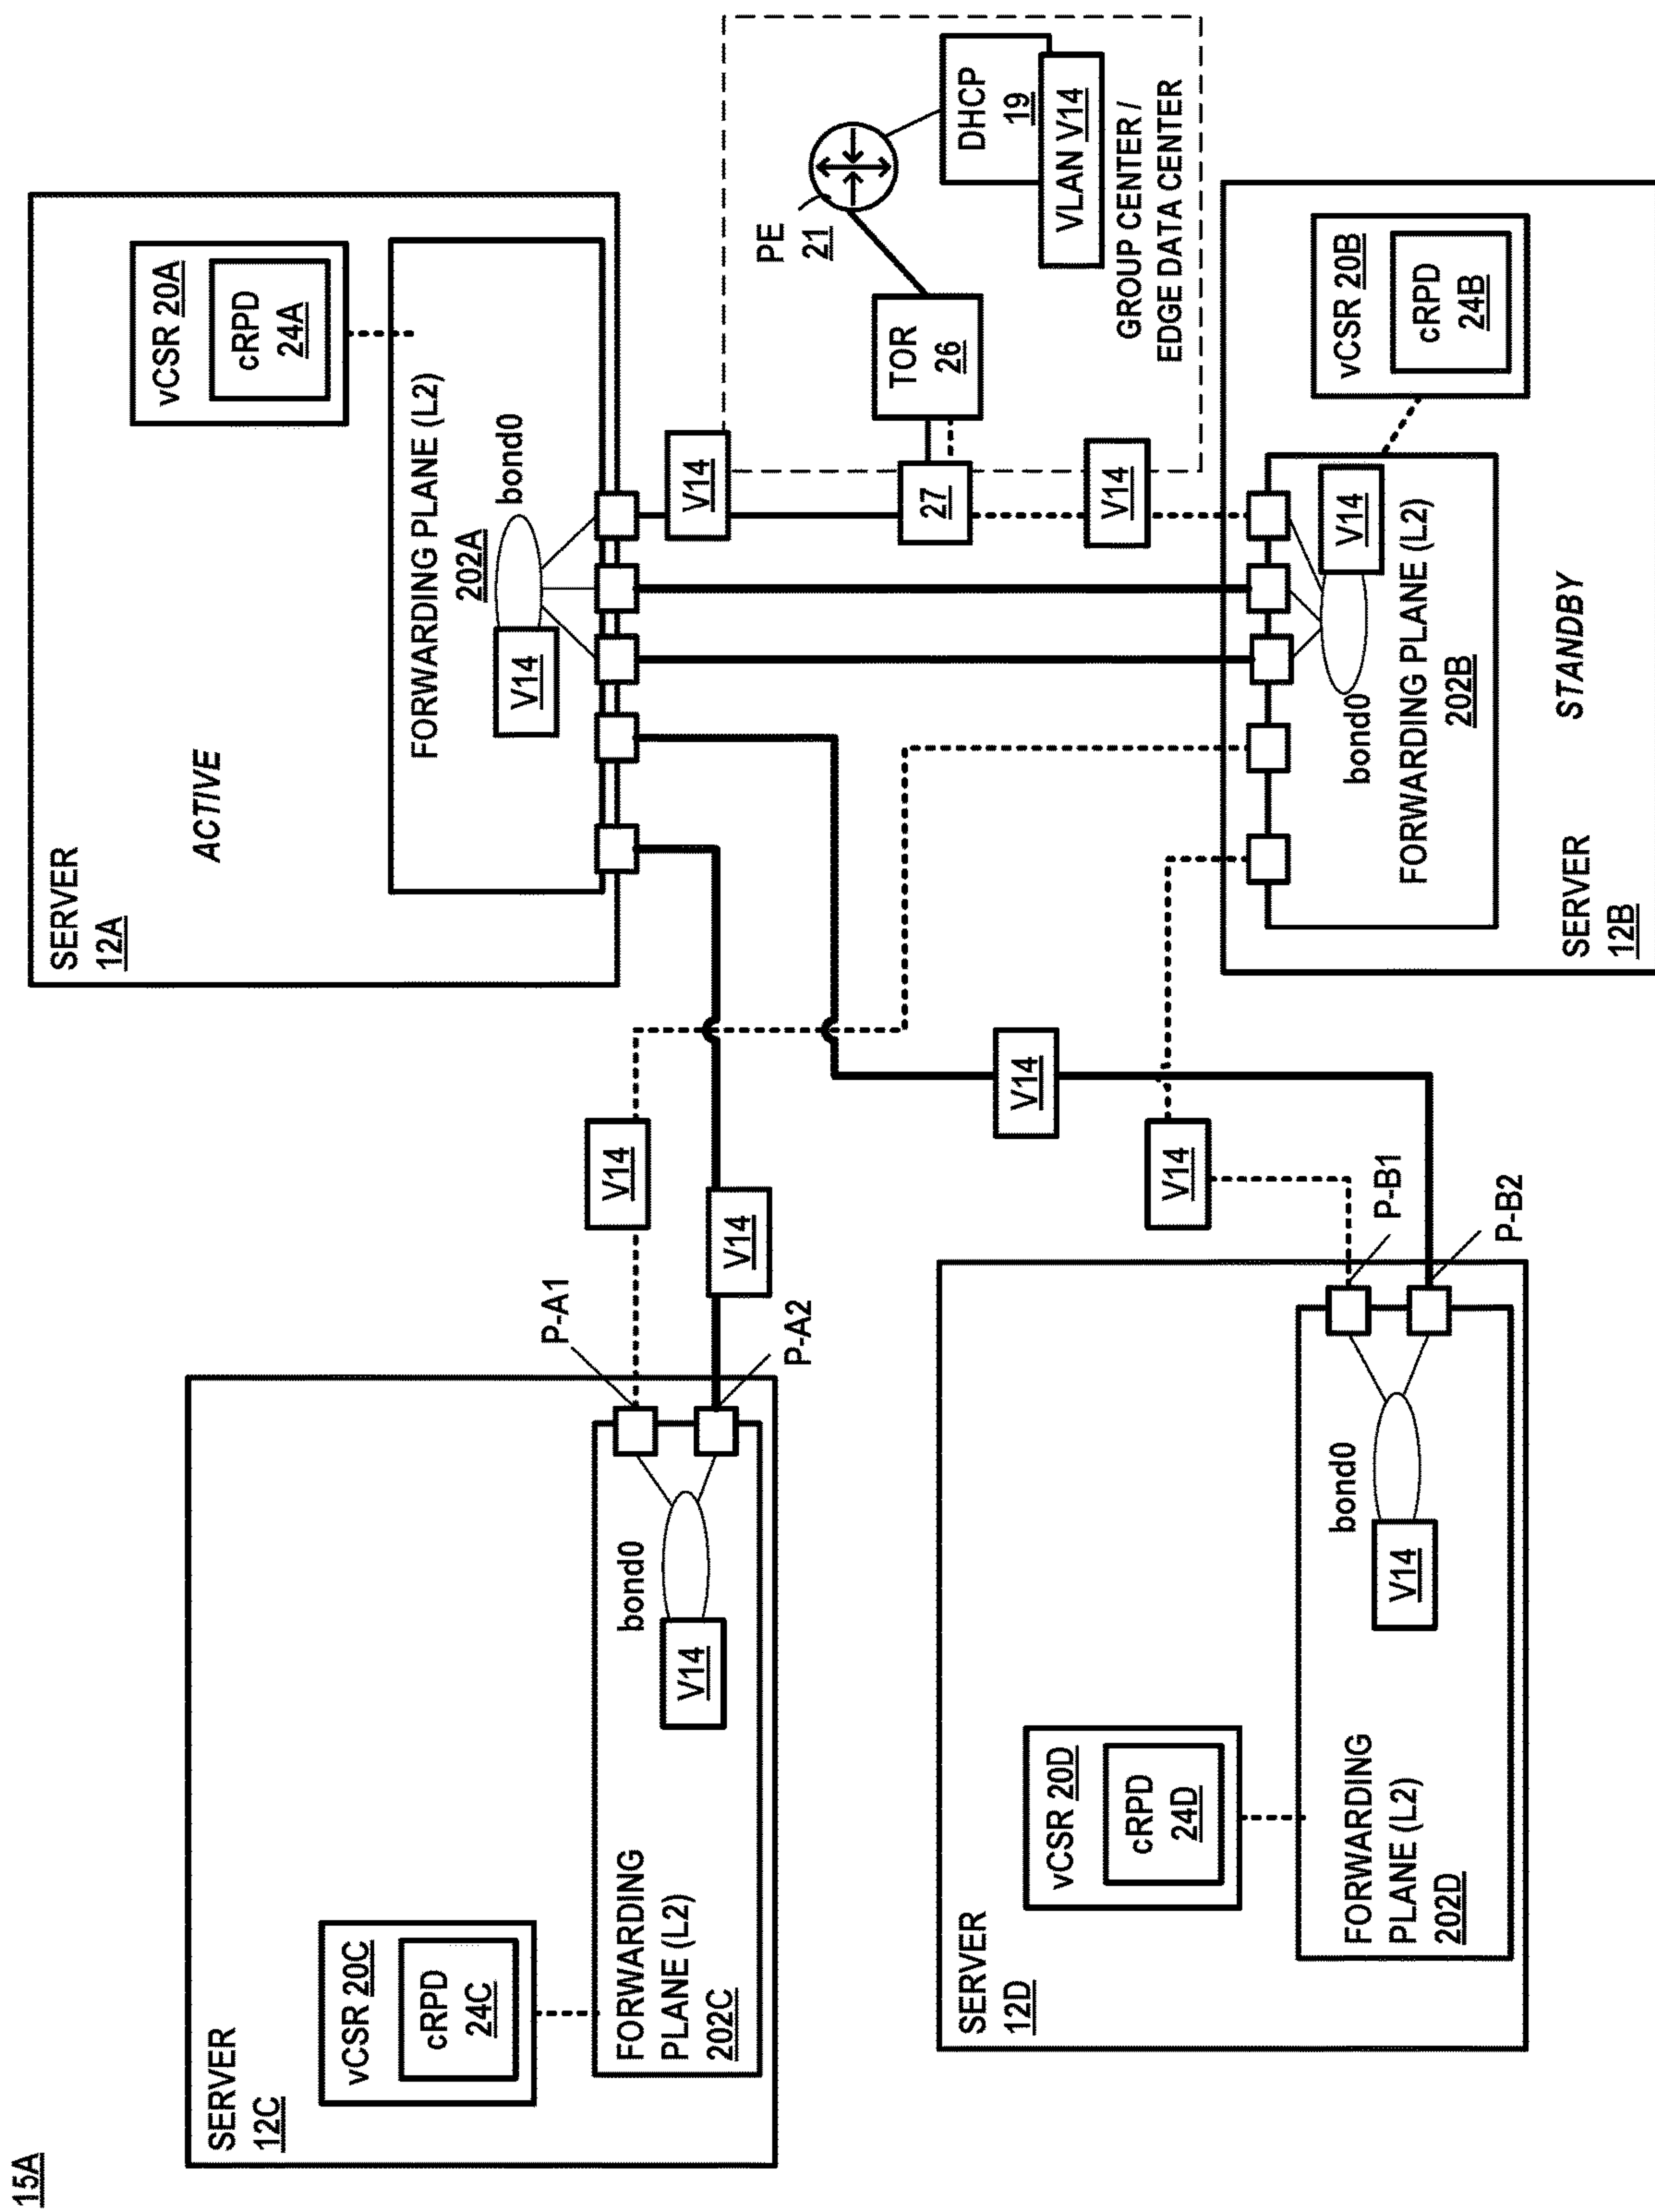 15A
SERVER
12C
vCSR 20C
cRPD
24C
FORWARDING
PLANE (L2)
202C
bond0
V14
P-A1
P-A2
V14
V14
SERVER
12A
ACTIVE
vCSR 20A
cRPD
24A
FORWARDING PLANE (L2)
202A
bond0
V14
V14
SERVER
12D
vCSR 20D
cRPD
24D
FORWARDING
PLANE (L2)
202D
bond0
V14
P-B1
P-B2
V14
V14
27
TOR
26
PE
21
DHCP
19
VLAN V14
GROUP CENTER /
EDGE DATA CENTER
V14
SERVER
12B
STANDBY
vCSR 20B
cRPD
24B
FORWARDING PLANE (L2)
202B
bond0
V14